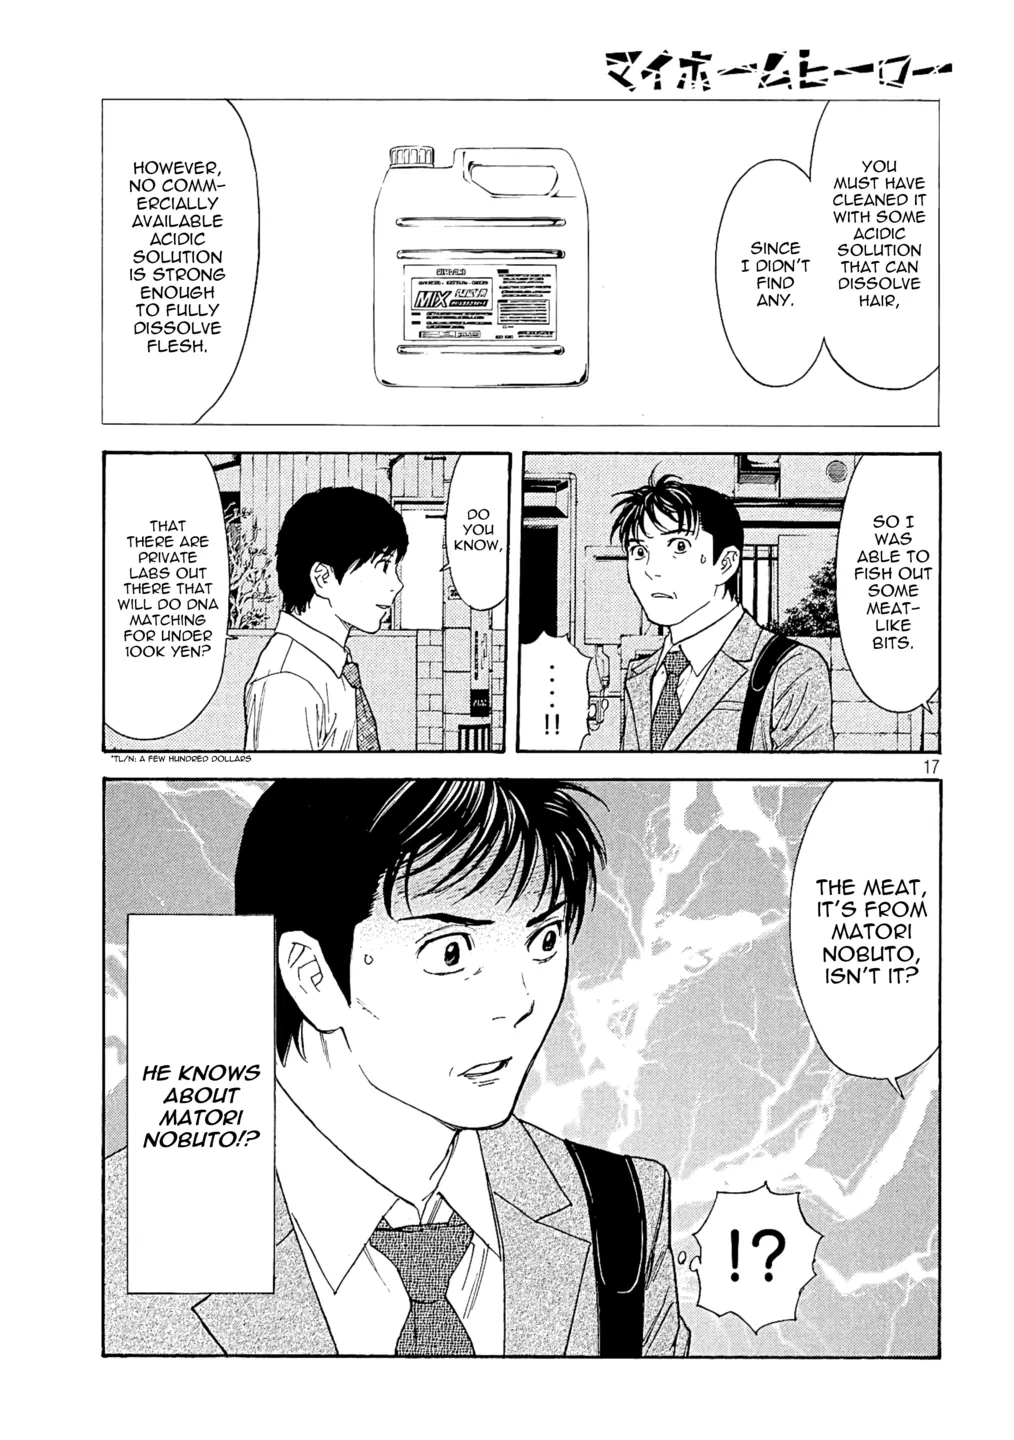 マイホームヒーロー
YOU
MUST HAVE
CLEANED IT
WITH SOME
ACIDIC
SOLUTION
THAT CAN
DISSOLVE
HAIR,
SINCE
I DIDN'T
FIND
ANY.
MIX
HOWEVER,
NO COMM-
ERCIALLY
AVAILABLE
ACIDIC
SOLUTION
IS STRONG
ENOUGH
TO FULLY
DISSOLVE
FLESH.
SO I
WAS
ABLE TO
FISH OUT
SOME
MEAT-
LIKE
BITS.
.....!!
DO
YOU
KNOW,
THAT
THERE ARE
PRIVATE
LABS OUT
THERE THAT
WILL DO DNA
MATCHING
FOR UNDER
100K YEN?
*TL/N: A FEW HUNDRED DOLLARS
17
THE MEAT,
IT'S FROM
MATORI
NOBUTO,
ISN'T IT?
!?
HE KNOWS
ABOUT
MATORI
NOBUTO!?